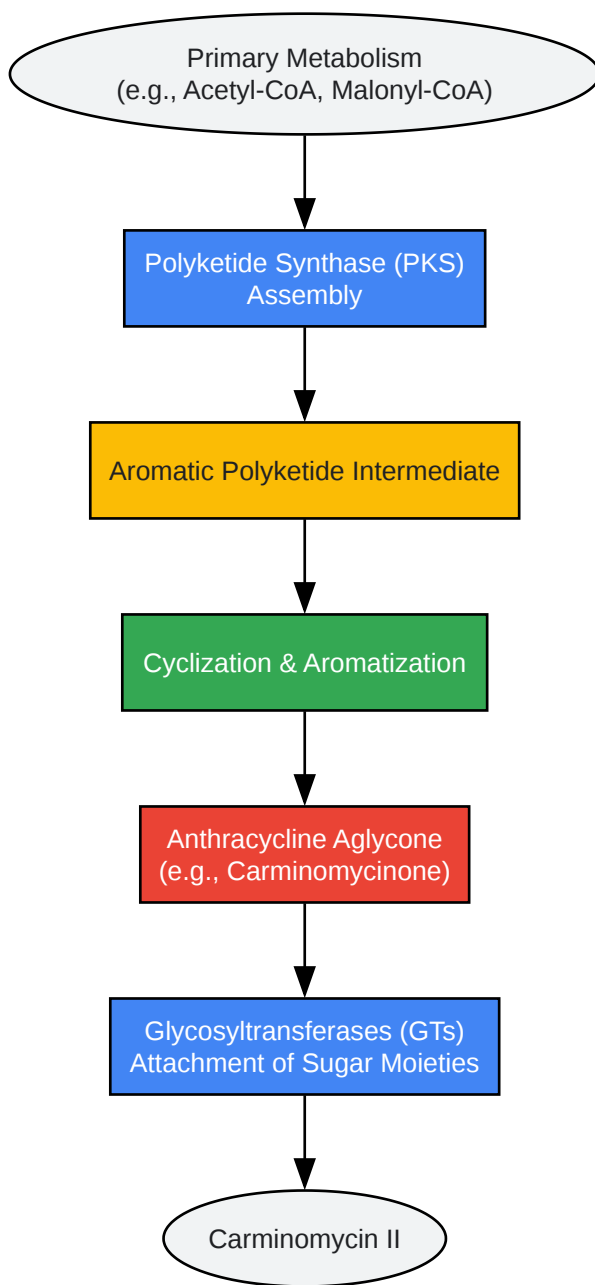 Primary Metabolism
(e.g., Acetyl-CoA, Malonyl-CoA)
Polyketide Synthase (PKS)
Assembly
Aromatic Polyketide Intermediate
Cyclization & Aromatization
Anthracycline Aglycone
(e.g., Carminomycinone)
Glycosyltransferases (GTs)
Attachment of Sugar Moieties
Carminomycin II